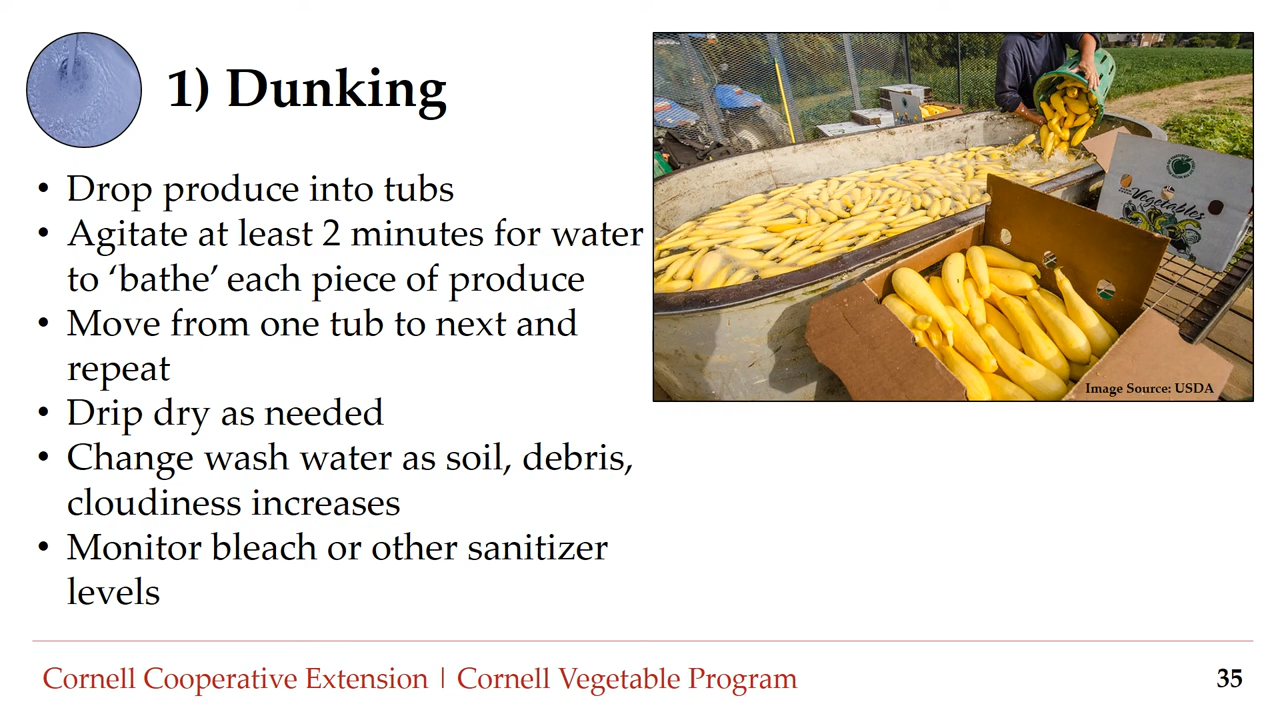 1) Dunking
• Drop produce into tubs
• Agitate at least 2 minutes for water
to ‘bathe’ each piece of produce
• Move from one tub to next and
repeat
• Drip dry as needed
• Change wash water as soil, debris,
cloudiness increases
• Monitor bleach or other sanitizer
levels
Vegetables
Image Source: USDA
Cornell Cooperative Extension | Cornell Vegetable Program
35